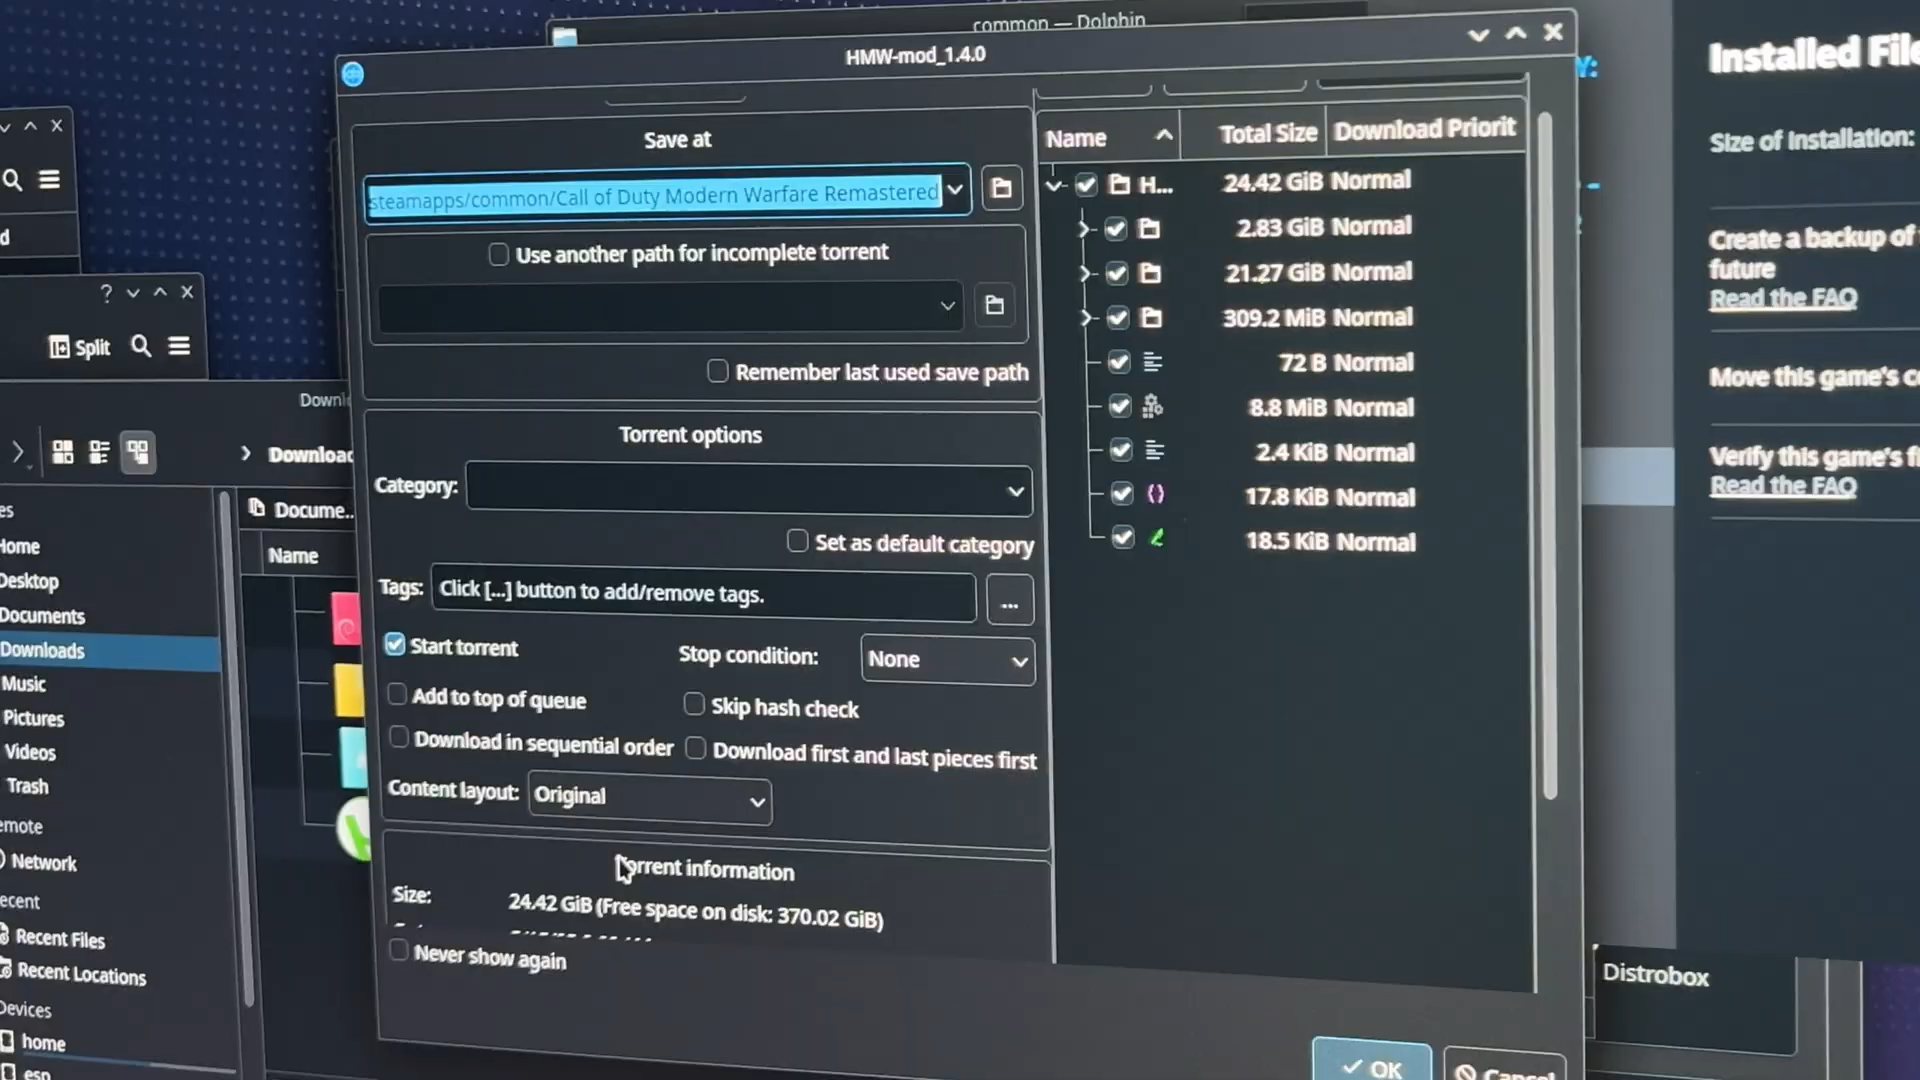 common — Dolphin
HMW-mod_1.4.0
Save at
steamapps/common/Call of Duty Modern Warfare Remastered
Use another path for incomplete torrent
Remember last used save path
Torrent options
Category:
Set as default category
Tags: Click [...] button to add/remove tags.
...
Start torrent
Stop condition: None
Add to top of queue
Skip hash check
Download in sequential order
Download first and last pieces first
Content layout: Original
Torrent information
Size: 24.42 GiB (Free space on disk: 370.02 GiB)
Never show again
OK
Cancel
Name Total Size Download Priorit
H... 24.42 GiB Normal
2.83 GiB Normal
21.27 GiB Normal
309.2 MiB Normal
72 B Normal
8.8 MiB Normal
2.4 KiB Normal
17.8 KiB Normal
18.5 KiB Normal
Installed File
Size of Installation:
Create a backup of
future
Read the FAQ
Move this game's c
Verify this game's f
Read the FAQ
Distrobox
Y:
d
?
Split
Downl
Downloac
Docume..
Name
es
Home
Desktop
Documents
Downloads
Music
Pictures
Videos
Trash
emote
Network
ecent
Recent Files
Recent Locations
Devices
home
esp